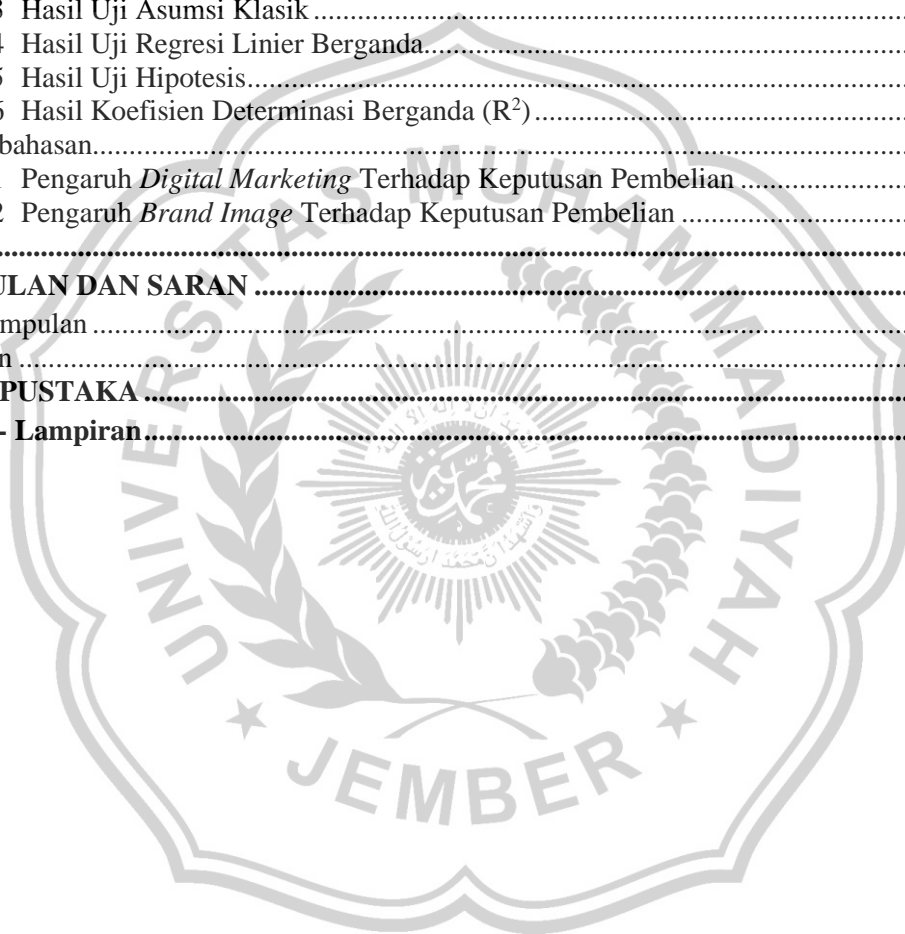 3 Hasil Uji Asumsi Klasik
4 Hasil Uji Regresi Linier Berganda
5 Hasil Uji Hipotesis
6 Hasil Koefisien Determinasi Berganda (R²)
bahasan
1 Pengaruh Digital Marketing Terhadap Keputusan Pembelian
2 Pengaruh Brand Image Terhadap Keputusan Pembelian
ULAN DAN SARAN
mpulan
n
PUSTAKA
- Lampiran
UNIVERSITAS MUHAMMADIYAH
JEMBER